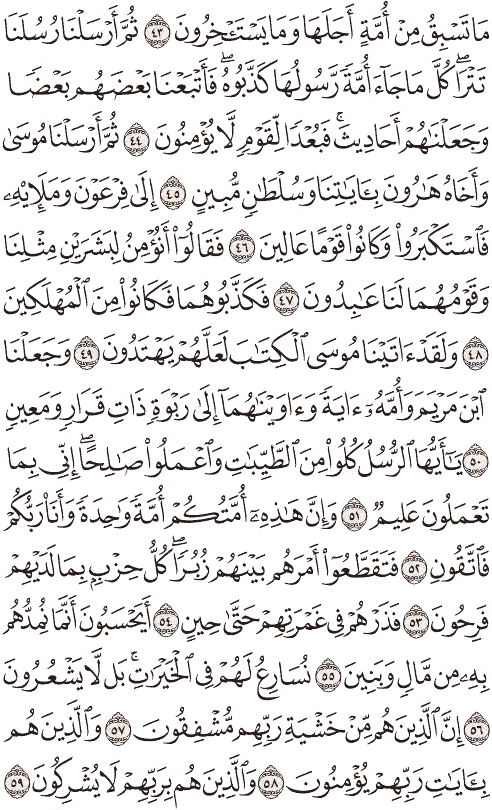 مَا تَسْبِقُ مِنْ أُمَّةٍ أَجَلَهَا وَمَا يَسْتَـْٔخِرُونَ ٤٣ ثُمَّ أَرْسَلْنَا رُسُلَنَا
تَتْرَا ۖ كُلَّ مَا جَآءَ أُمَّةً رَّسُولُهَا كَذَّبُوهُ ۚ فَأَتْبَعْنَا بَعْضَهُم بَعْضًا
وَجَعَلْنَٰهُمْ أَحَادِيثَ ۚ فَبُعْدًا لِّقَوْمٍ لَّا يُؤْمِنُونَ ٤٤ ثُمَّ أَرْسَلْنَا مُوسَىٰ
وَأَخَاهُ هَٰرُونَ بِـَٔايَٰتِنَا وَسُلْطَٰنٍ مُّبِينٍ ٤٥ إِلَىٰ فِرْعَوْنَ وَمَلَإِي۟هِۦ
فَٱسْتَكْبَرُوا۟ وَكَانُوا۟ قَوْمًا عَالِينَ ٤٦ فَقَالُوٓا۟ أَنُؤْمِنُ لِبَشَرَيْنِ مِثْلِنَا
وَقَوْمُهُمَا لَنَا عَٰبِدُونَ ٤٧ فَكَذَّبُوهُمَا فَكَانُوا۟ مِنَ ٱلْمُهْلَكِينَ
٤٨ وَلَقَدْ ءَاتَيْنَا مُوسَى ٱلْكِتَٰبَ لَعَلَّهُمْ يَهْتَدُونَ ٤٩ وَجَعَلْنَا
ٱبْنَ مَرْيَمَ وَأُمَّهُۥٓ ءَايَةً وَءَاوَيْنَٰهُمَآ إِلَىٰ رَبْوَةٍ ذَاتِ قَرَارٍ وَمَعِينٍ
٥٠ يَٰٓأَيُّهَا ٱلرُّسُلُ كُلُوا۟ مِنَ ٱلطَّيِّبَٰتِ وَٱعْمَلُوا۟ صَٰلِحًا ۖ إِنِّى بِمَا
تَعْمَلُونَ عَلِيمٌ ٥١ وَإِنَّ هَٰذِهِۦٓ أُمَّتُكُمْ أُمَّةً وَٰحِدَةً وَأَنَا۠ رَبُّكُمْ
فَٱتَّقُونِ ٥٢ فَتَقَطَّعُوٓا۟ أَمْرَهُم بَيْنَهُمْ زُبُرًا ۖ كُلُّ حِزْبٍۭ بِمَا لَدَيْهِمْ
فَرِحُونَ ٥٣ فَذَرْهُمْ فِى غَمْرَتِهِمْ حَتَّىٰ حِينٍ ٥٤ أَيَحْسَبُونَ أَنَّمَا نُمِدُّهُم
بِهِۦ مِن مَّالٍ وَبَنِينَ ٥٥ نُسَارِعُ لَهُمْ فِى ٱلْخَيْرَٰتِ ۚ بَل لَّا يَشْعُرُونَ
٥٦ إِنَّ ٱلَّذِينَ هُم مِّنْ خَشْيَةِ رَبِّهِم مُّشْفِقُونَ ٥٧ وَٱلَّذِينَ هُم
بِـَٔايَٰتِ رَبِّهِمْ يُؤْمِنُونَ ٥٨ وَٱلَّذِينَ هُم بِرَبِّهِمْ لَا يُشْرِكُونَ ٥٩